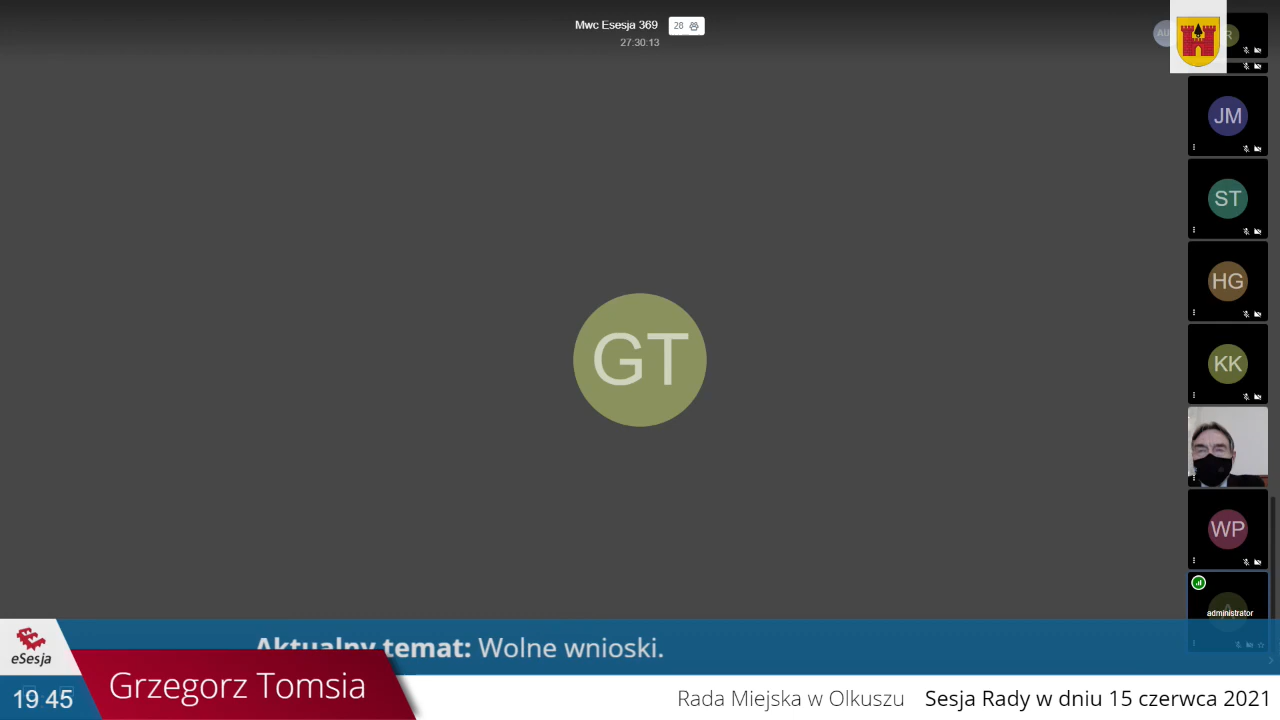 Mwc Esesja 369 28
27:30:13
AU R
JM
ST
HG
KK
WP
A
administrator
GT
Aktualny temat: Wolne wnioski.
eSesja
Grzegorz Tomsia
19 45
Rada Miejska w Olkuszu Sesja Rady w dniu 15 czerwca 2021